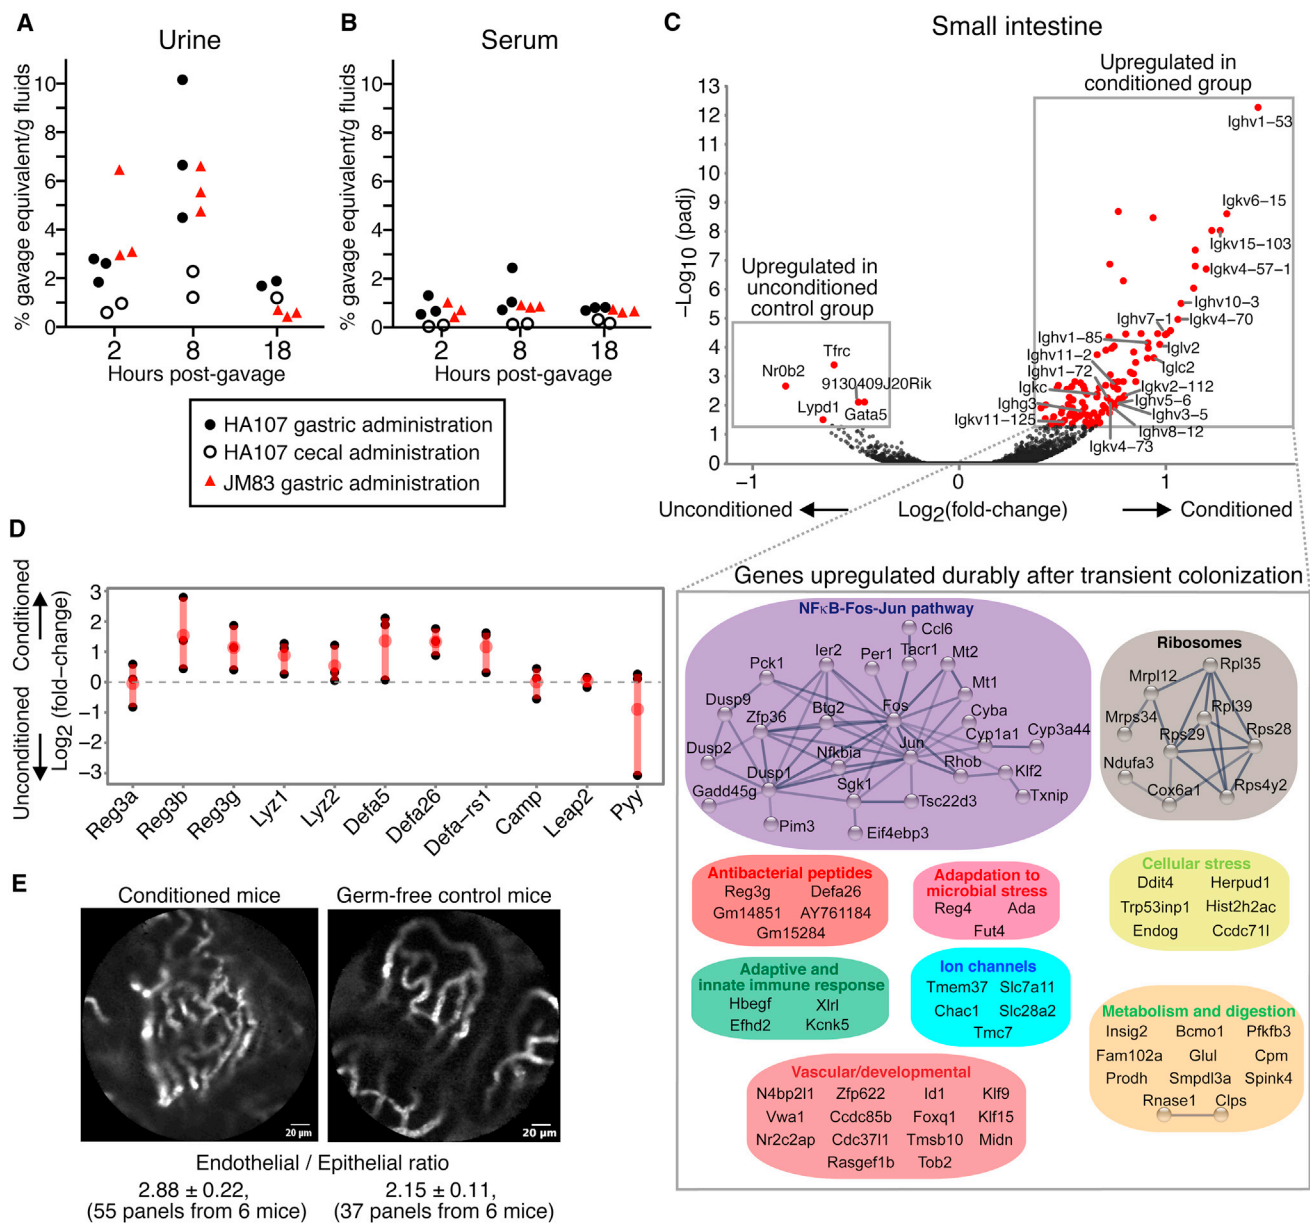 A
Urine
% gavage equivalent/g fluids
10
8
6
4
2
0
2 8 18
Hours post-gavage
B
Serum
% gavage equivalent/g fluids
10
8
6
4
2
0
2 8 18
Hours post-gavage
HA107 gastric administration
HA107 cecal administration
JM83 gastric administration
C
Small intestine
Upregulated in
conditioned group
Upregulated in
unconditioned
control group
−Log10 (padj)
13
12
11
10
9
8
7
6
5
4
3
2
1
0
−1 0 1
Unconditioned
Log2(fold-change)
Conditioned
Nr0b2
Tfrc
9130409J20Rik
Lypd1
Gata5
Ighv1−53
Igkv6−15
Igkv15−103
Igkv4−57−1
Ighv10−3
Ighv7−1
Igkv4−70
Ighv1−85
Iglv2
Ighv11−2
Iglc2
Ighv1−72
Igkc
Igkv2−112
Ighg3
Ighv5−6
Igkv11−125
Ighv3−5
Ighv8−12
Igkv4−73
Genes upregulated durably after transient colonization
NFκB-Fos-Jun pathway
Ccl6
Ier2
Per1
Tacr1
Mt2
Pck1
Mt1
Dusp9
Btg2
Fos
Cyba
Zfp36
Cyp3a44
Cyp1a1
Jun
Dusp2
Nfkbia
Rhob
Klf2
Dusp1
Sgk1
Gadd45g
Tsc22d3
Txnip
Pim3
Eif4ebp3
Ribosomes
Rpl35
Mrpl12
Rpl39
Mrps34
Rps29
Rps28
Ndufa3
Cox6a1
Rps4y2
Antibacterial peptides
Reg3g Defa26
Gm14851 AY761184
Gm15284
Adapdation to
microbial stress
Reg4 Ada
Fut4
Cellular stress
Ddit4 Herpud1
Trp53inp1 Hist2h2ac
Endog Ccdc71l
Adaptive and
innate immune response
Hbegf Xlrl
Efhd2 Kcnk5
Ion channels
Tmem37 Slc7a11
Chac1 Slc28a2
Tmc7
Metabolism and digestion
Insig2 Bcmo1 Pfkfb3
Fam102a Glul Cpm
Prodh Smpdl3a Spink4
Rnase1 Clps
Vascular/developmental
N4bp2l1 Zfp622 Id1 Klf9
Vwa1 Ccdc85b Foxq1 Klf15
Nr2c2ap Cdc37l1 Tmsb10 Midn
Rasgef1b Tob2
D
Unconditioned Conditioned
Log2 (fold−change)
3
2
1
0
−1
−2
−3
Reg3a
Reg3b
Reg3g
Lyz1
Lyz2
Defa5
Defa26
Defa−rs1
Camp
Leap2
Pyy
E
Conditioned mice
Germ-free control mice
20 µm
20 µm
Endothelial / Epithelial ratio
2.88 ± 0.22,
(55 panels from 6 mice)
2.15 ± 0.11,
(37 panels from 6 mice)